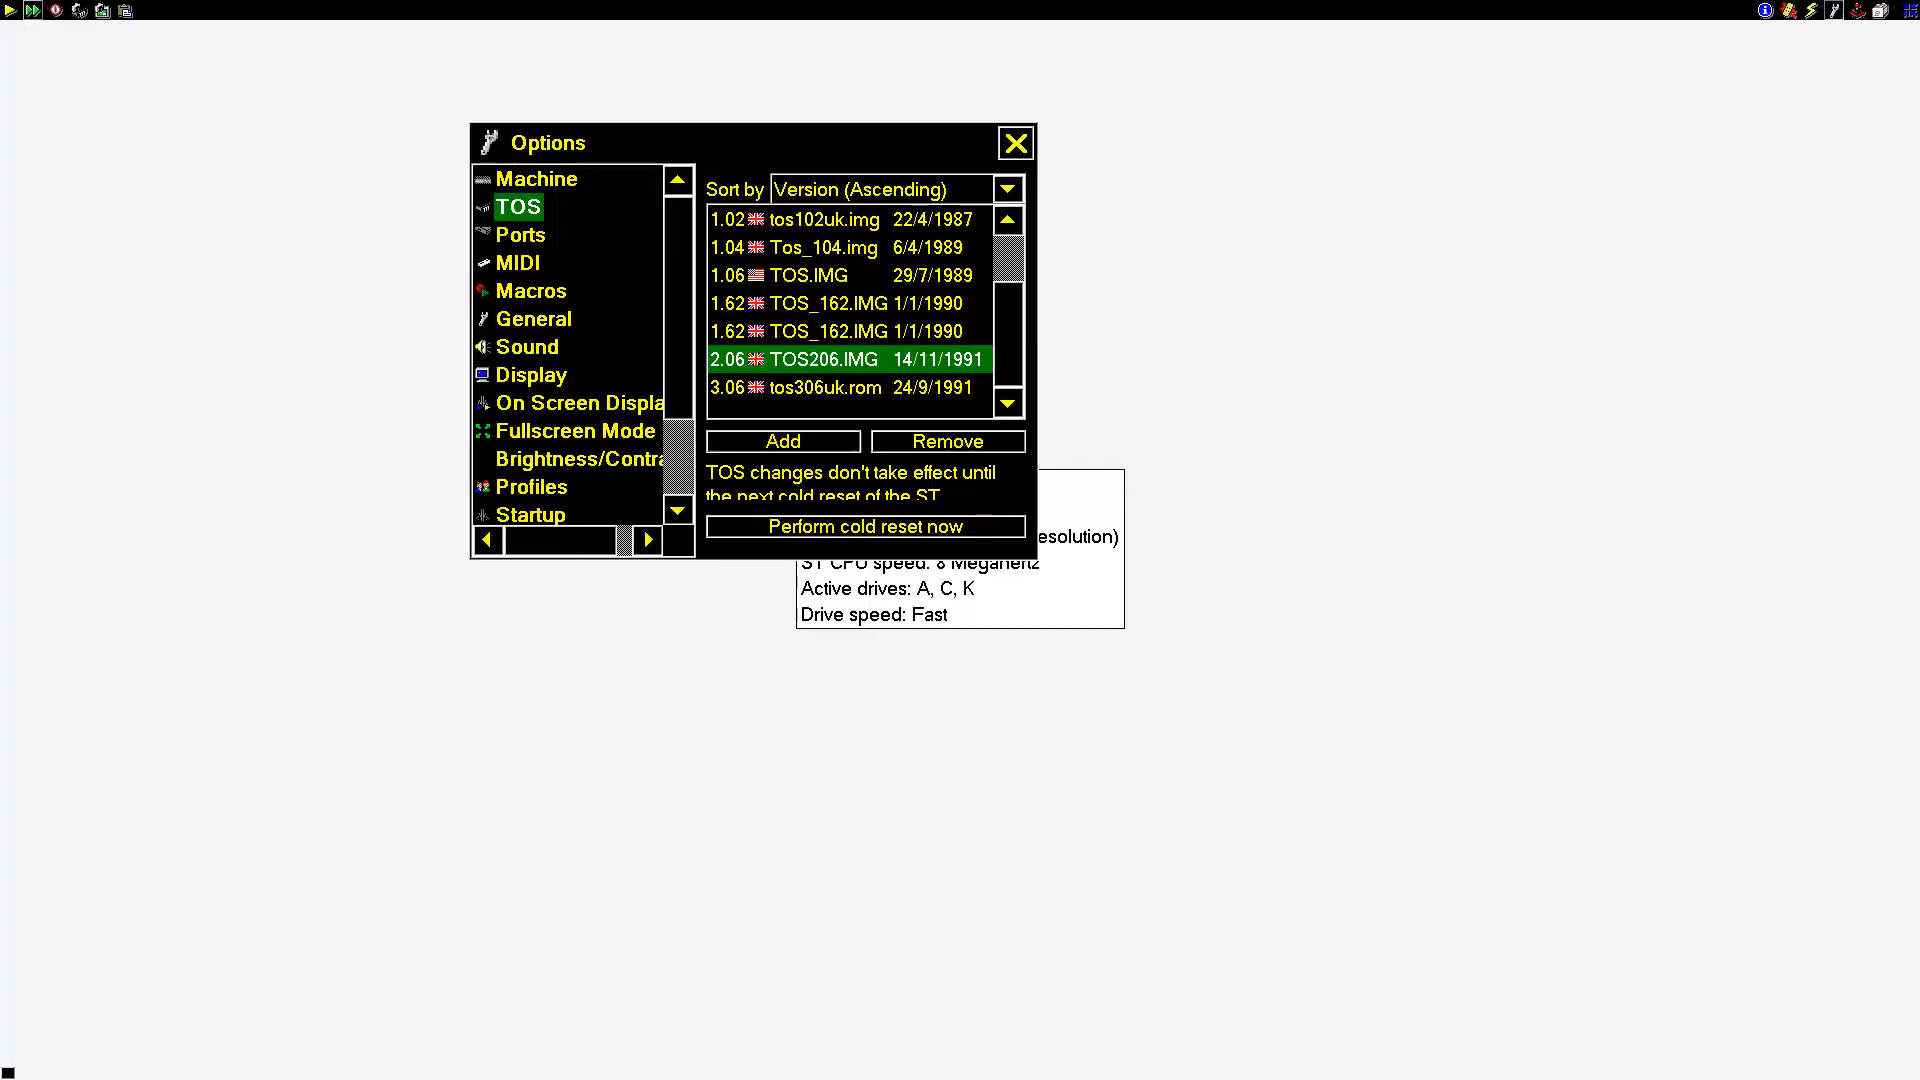 Options
Machine
TOS
Ports
MIDI
Macros
General
Sound
Display
On Screen Displa
Fullscreen Mode
Brightness/Contra
Profiles
Startup
Sort by Version (Ascending)
1.02 tos102uk.img 22/4/1987
1.04 Tos_104.img 6/4/1989
1.06 TOS.IMG 29/7/1989
1.62 TOS_162.IMG 1/1/1990
1.62 TOS_162.IMG 1/1/1990
2.06 TOS206.IMG 14/11/1991
3.06 tos306uk.rom 24/9/1991
Add Remove
TOS changes don't take effect until
the next cold reset of the ST
Perform cold reset now
esolution)
ST CPU speed: 8 Megahertz
Active drives: A, C, K
Drive speed: Fast